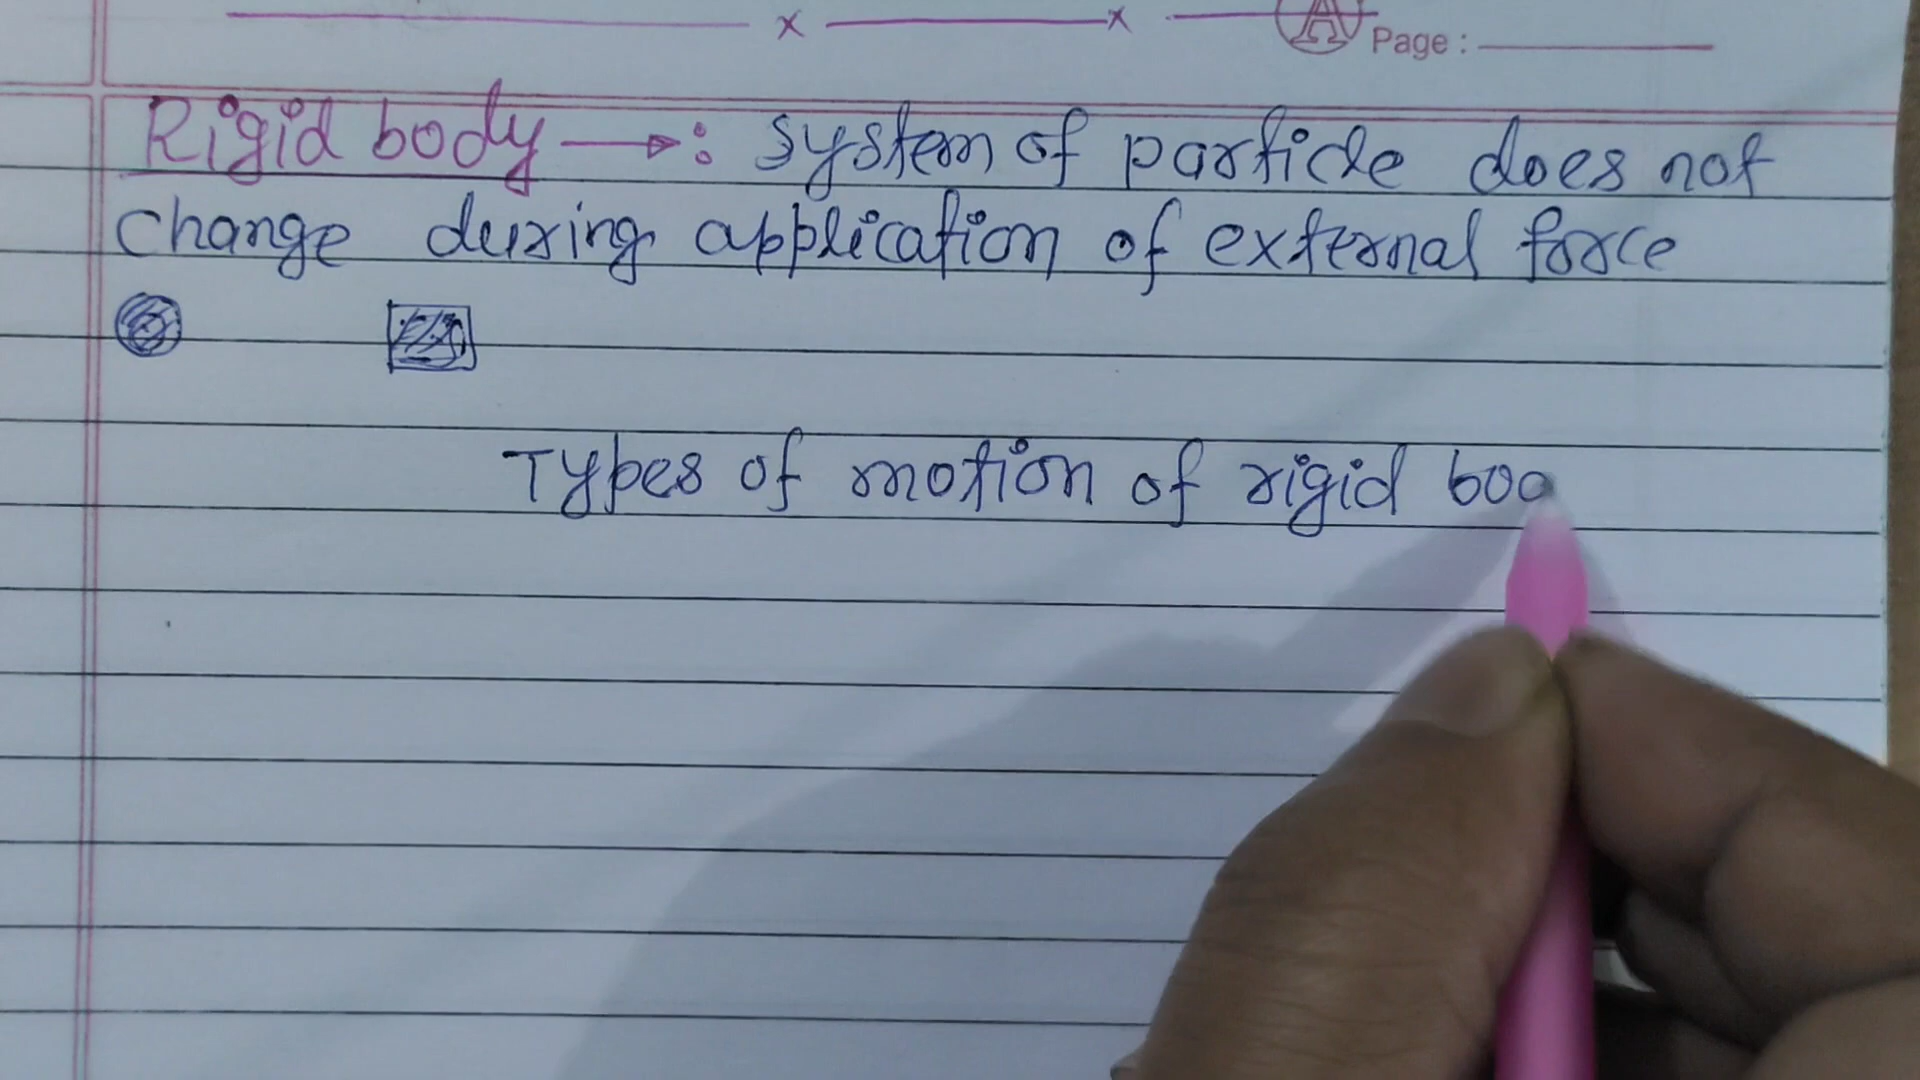 Page :
Rigid body → : system of particle does not
change during application of external force
Types of motion of rigid bod